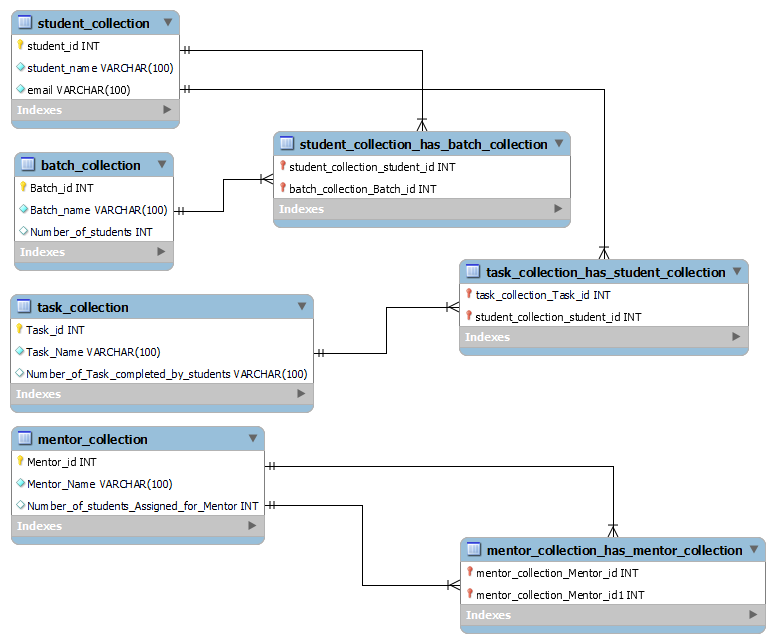 student_collection
student_id INT
student_name VARCHAR(100)
email VARCHAR(100)
Indexes
student_collection_has_batch_collection
student_collection_student_id INT
batch_collection_Batch_id INT
Indexes
batch_collection
Batch_id INT
Batch_name VARCHAR(100)
Number_of_students INT
Indexes
task_collection_has_student_collection
task_collection_Task_id INT
student_collection_student_id INT
Indexes
task_collection
Task_id INT
Task_Name VARCHAR(100)
Number_of_Task_completed_by_students VARCHAR(100)
Indexes
mentor_collection
Mentor_id INT
Mentor_Name VARCHAR(100)
Number_of_students_Assigned_for_Mentor INT
Indexes
mentor_collection_has_mentor_collection
mentor_collection_Mentor_id INT
mentor_collection_Mentor_id1 INT
Indexes